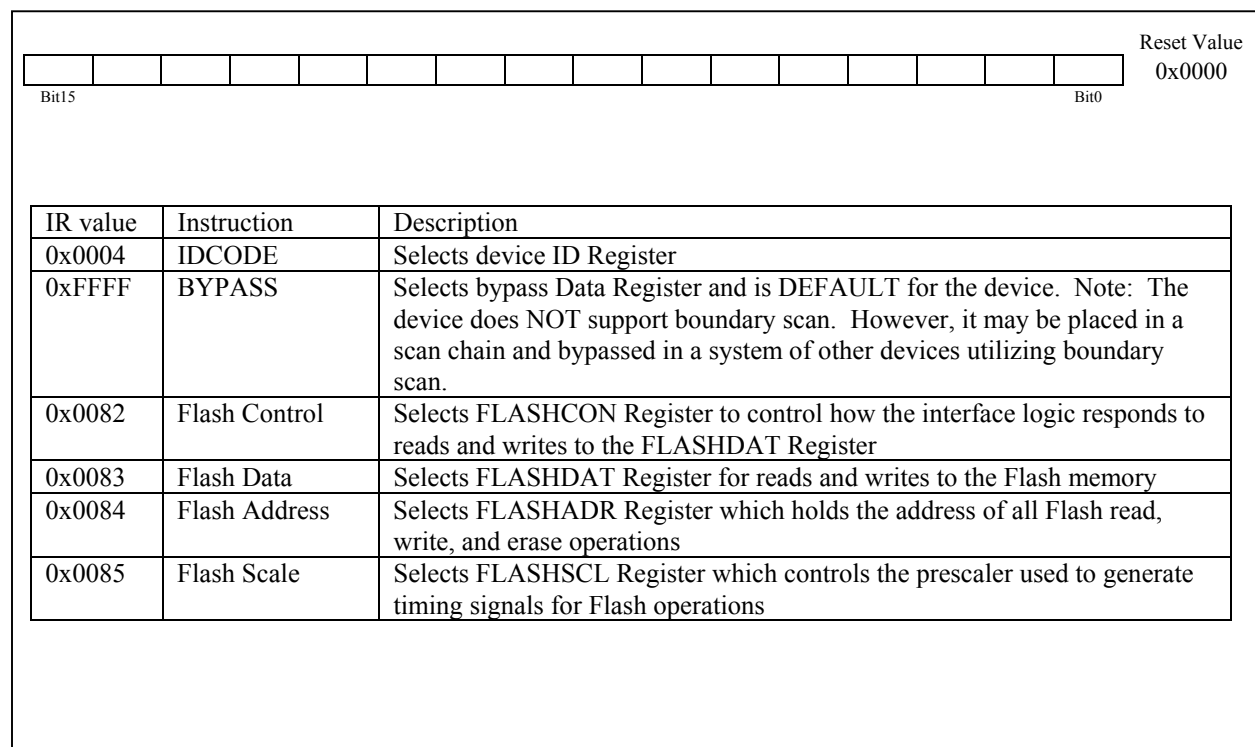 Reset Value
0x0000
Bit15 Bit0
IR value Instruction Description
0x0004 IDCODE Selects device ID Register
0xFFFF BYPASS Selects bypass Data Register and is DEFAULT for the device.  Note:  The
device does NOT support boundary scan.  However, it may be placed in a
scan chain and bypassed in a system of other devices utilizing boundary
scan.
0x0082 Flash Control Selects FLASHCON Register to control how the interface logic responds to
reads and writes to the FLASHDAT Register
0x0083 Flash Data Selects FLASHDAT Register for reads and writes to the Flash memory
0x0084 Flash Address Selects FLASHADR Register which holds the address of all Flash read,
write, and erase operations
0x0085 Flash Scale Selects FLASHSCL Register which controls the prescaler used to generate
timing signals for Flash operations